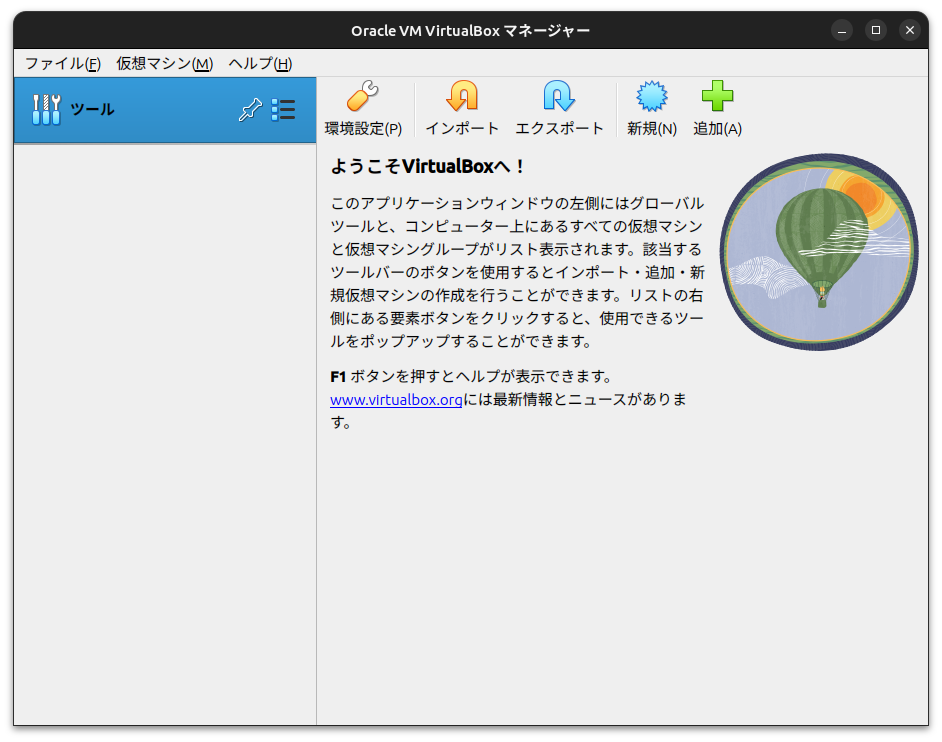 Oracle VM VirtualBox マネージャー
ファイル(F) 仮想マシン(M) ヘルプ(H)
ツール
環境設定(P) インポート エクスポート 新規(N) 追加(A)
ようこそVirtualBoxへ！
このアプリケーションウィンドウの左側にはグローバル
ツールと、コンピューター上にあるすべての仮想マシン
と仮想マシングループがリスト表示されます。該当する
ツールバーのボタンを使用するとインポート・追加・新
規仮想マシンの作成を行うことができます。リストの右
側にある要素ボタンをクリックすると、使用できるツー
ルをポップアップすることができます。
F1 ボタンを押すとヘルプが表示できます。
www.virtualbox.orgには最新情報とニュースがありま
す。